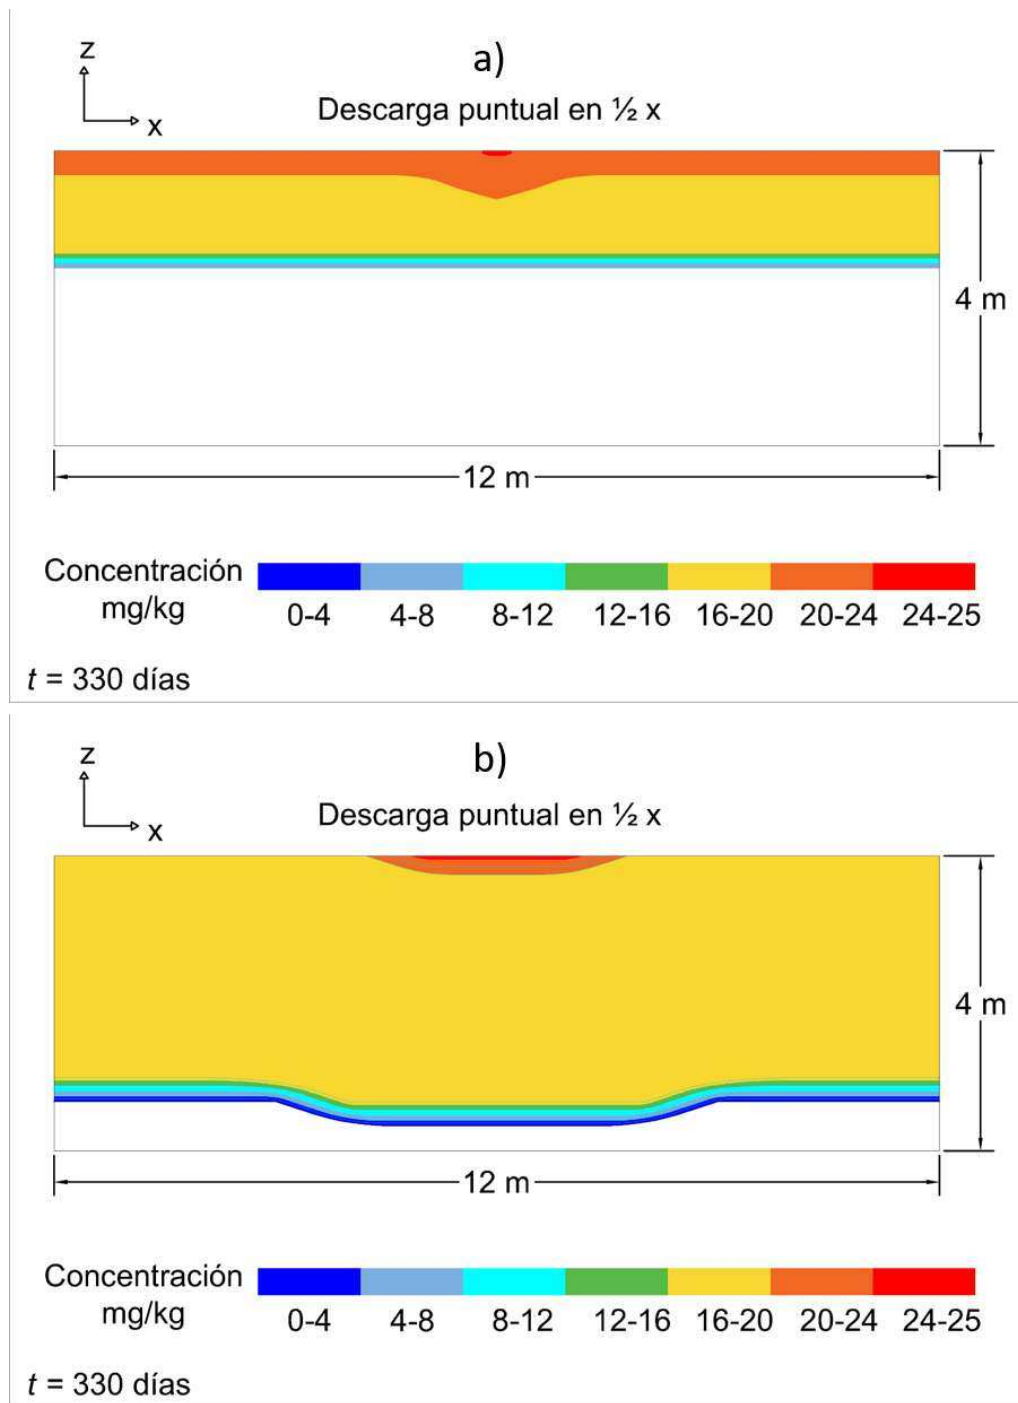 z
a)
Descarga puntual en ½ x
x
4 m
12 m
Concentración
mg/kg
0-4 4-8 8-12 12-16 16-20 20-24 24-25
t = 330 días
z
b)
Descarga puntual en ½ x
x
4 m
12 m
Concentración
mg/kg
0-4 4-8 8-12 12-16 16-20 20-24 24-25
t = 330 días